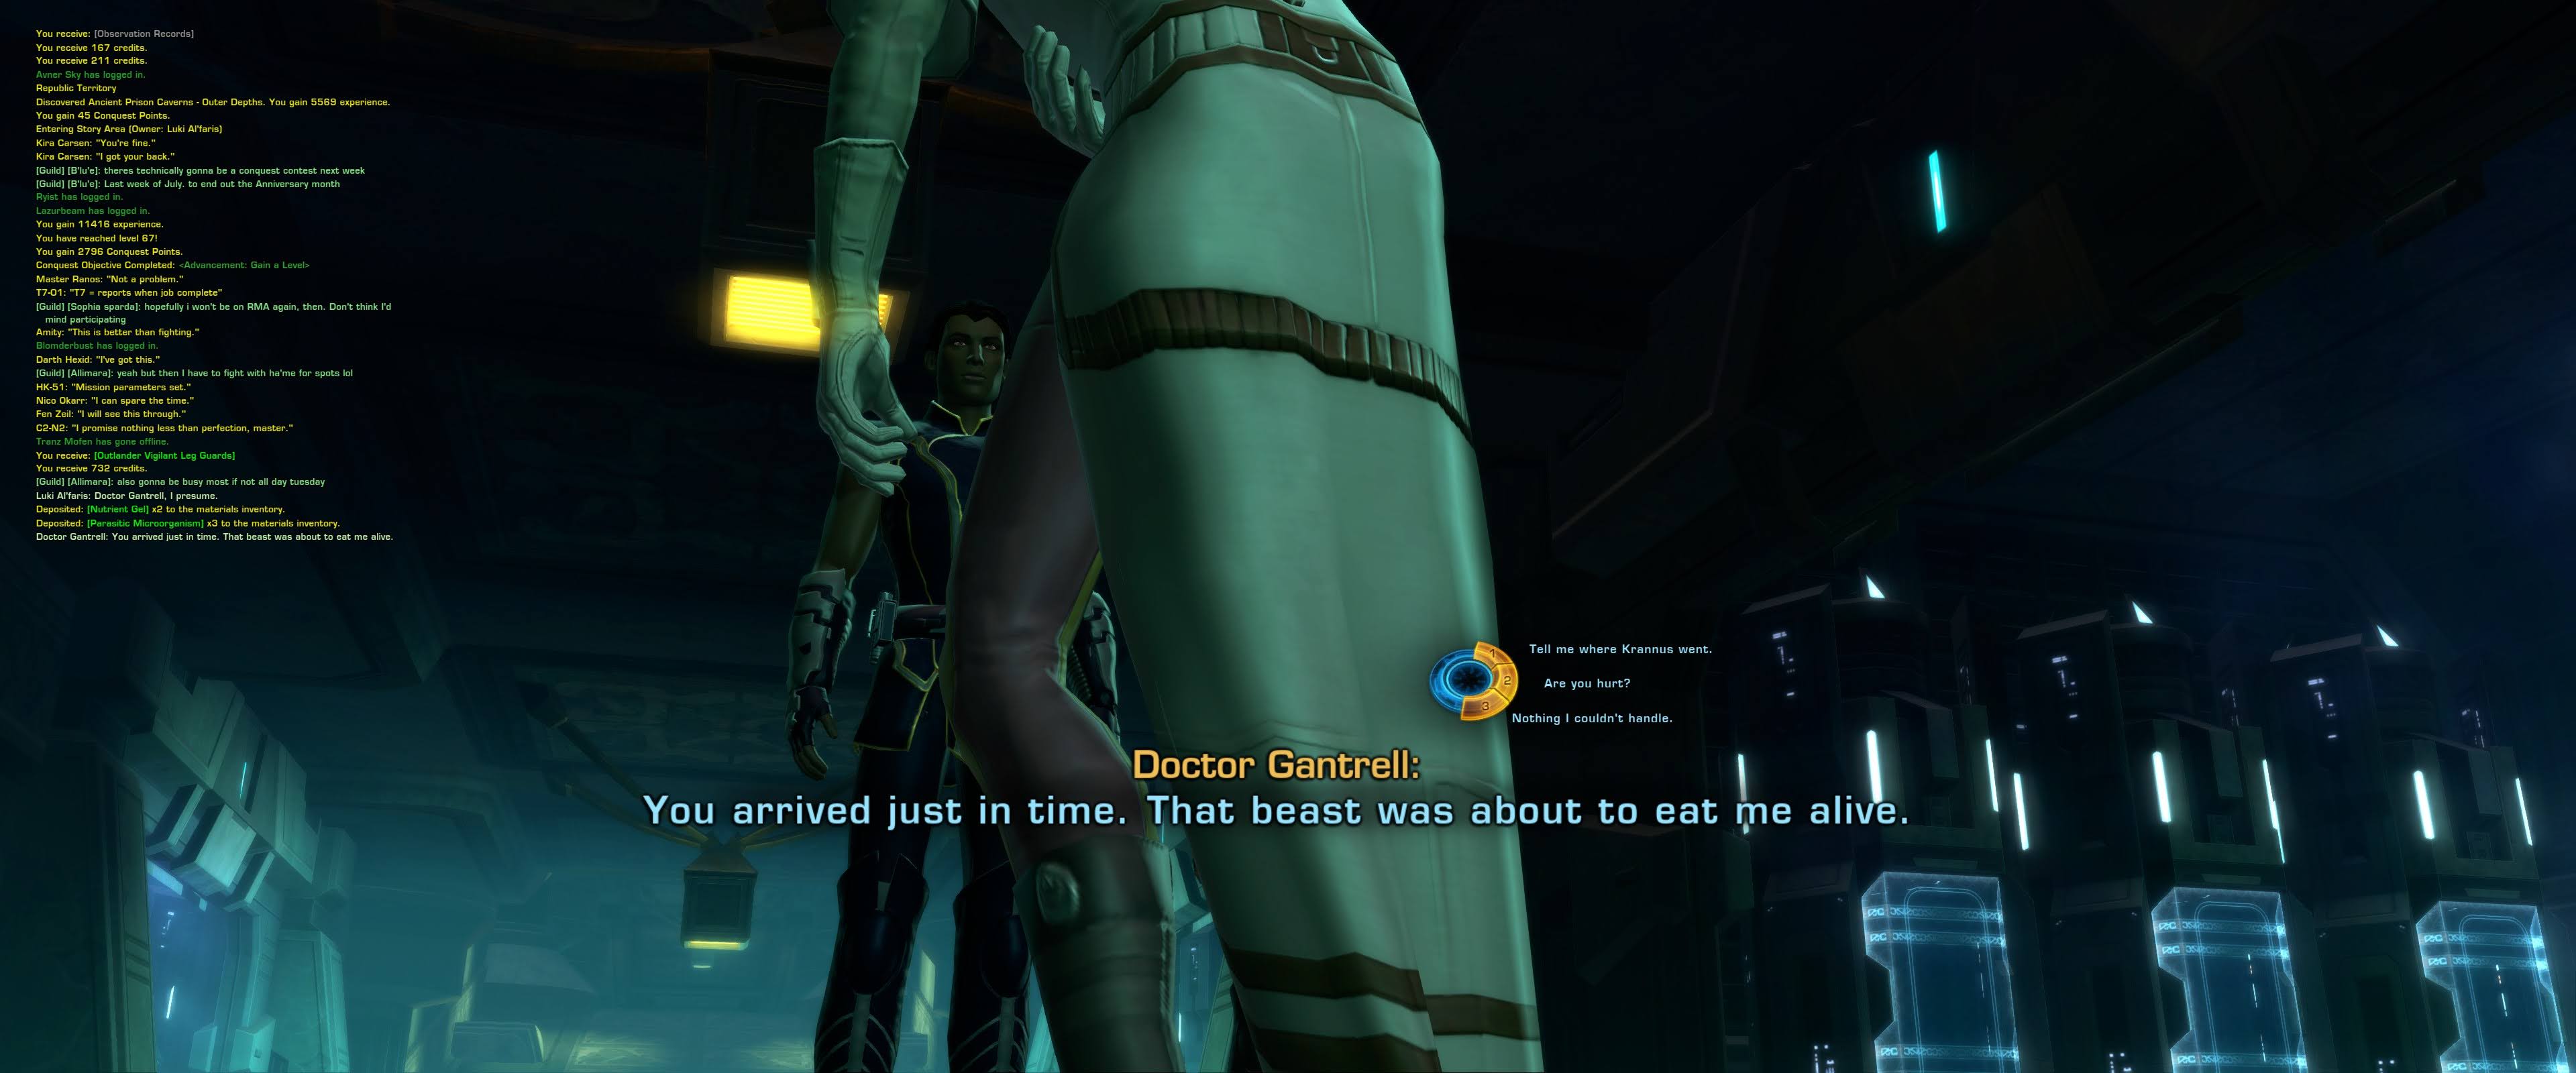 You receive: [Observation Records]
You receive 167 credits.
You receive 211 credits.
Avner Sky has logged in.
Republic Territory
Discovered Ancient Prison Caverns - Outer Depths. You gain 5569 experience.
You gain 45 Conquest Points.
Entering Story Area (Owner: Luki Al'faris)
Kira Carsen: "You're fine."
Kira Carsen: "I got your back."
[Guild] [B'lu'e]: theres technically gonna be a conquest contest next week
[Guild] [B'lu'e]: Last week of July. to end out the Anniversary month
Ryist has logged in.
Lazurbeam has logged in.
You gain 11416 experience.
You have reached level 67!
You gain 2796 Conquest Points.
Conquest Objective Completed: <Advancement: Gain a Level>
Master Ranos: "Not a problem."
T7-01: "T7 = reports when job complete"
[Guild] [Sophia sparda]: hopefully i won't be on RMA again, then. Don't think I'd
mind participating
Amity: "This is better than fighting."
Blomderbust has logged in.
Darth Hexid: "I've got this."
[Guild] [Allimara]: yeah but then I have to fight with ha'me for spots lol
HK-51: "Mission parameters set."
Nico Okarr: "I can spare the time."
Fen Zeil: "I will see this through."
C2-N2: "I promise nothing less than perfection, master."
Tranz Mofen has gone offline.
You receive: [Outlander Vigilant Leg Guards]
You receive 732 credits.
[Guild] [Allimara]: also gonna be busy most if not all day tuesday
Luki Al'faris: Doctor Gantrell, I presume.
Deposited: [Nutrient Gel] x2 to the materials inventory.
Deposited: [Parasitic Microorganism] x3 to the materials inventory.
Doctor Gantrell: You arrived just in time. That beast was about to eat me alive.
1 Tell me where Krannus went.
2 Are you hurt?
3 Nothing I couldn't handle.
Doctor Gantrell:
You arrived just in time. That beast was about to eat me alive.